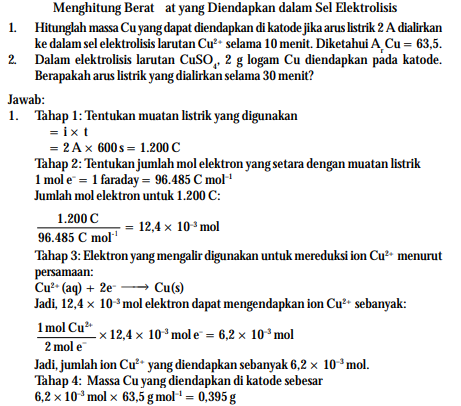 Menghitung Berat at yang Diendapkan dalam Sel Elektrolisis
1. Hitunglah massa Cu yang dapat diendapkan di katode jika arus listrik 2 A dialirkan
ke dalam sel elektrolisis larutan Cu²⁺ selama 10 menit. Diketahui Aᵣ Cu = 63,5.
2. Dalam elektrolisis larutan CuSO₄, 2 g logam Cu diendapkan pada katode.
Berapakah arus listrik yang dialirkan selama 30 menit?
Jawab:
1. Tahap 1: Tentukan muatan listrik yang digunakan
= i × t
= 2 A × 600 s = 1.200 C
Tahap 2: Tentukan jumlah mol elektron yang setara dengan muatan listrik
1 mol e⁻ = 1 faraday = 96.485 C mol⁻¹
Jumlah mol elektron untuk 1.200 C:
1.200 C
96.485 C mol⁻¹ = 12,4 × 10⁻³ mol
Tahap 3: Elektron yang mengalir digunakan untuk mereduksi ion Cu²⁺ menurut
persamaan:
Cu²⁺ (aq) + 2e⁻ ⟶ Cu(s)
Jadi, 12,4 × 10⁻³ mol elektron dapat mengendapkan ion Cu²⁺ sebanyak:
1 mol Cu²⁺
2 mol e⁻ × 12,4 × 10⁻³ mol e⁻ = 6,2 × 10⁻³ mol
Jadi, jumlah ion Cu²⁺ yang diendapkan sebanyak 6,2 × 10⁻³ mol.
Tahap 4: Massa Cu yang diendapkan di katode sebesar
6,2 × 10⁻³ mol × 63,5 g mol⁻¹ = 0,395 g